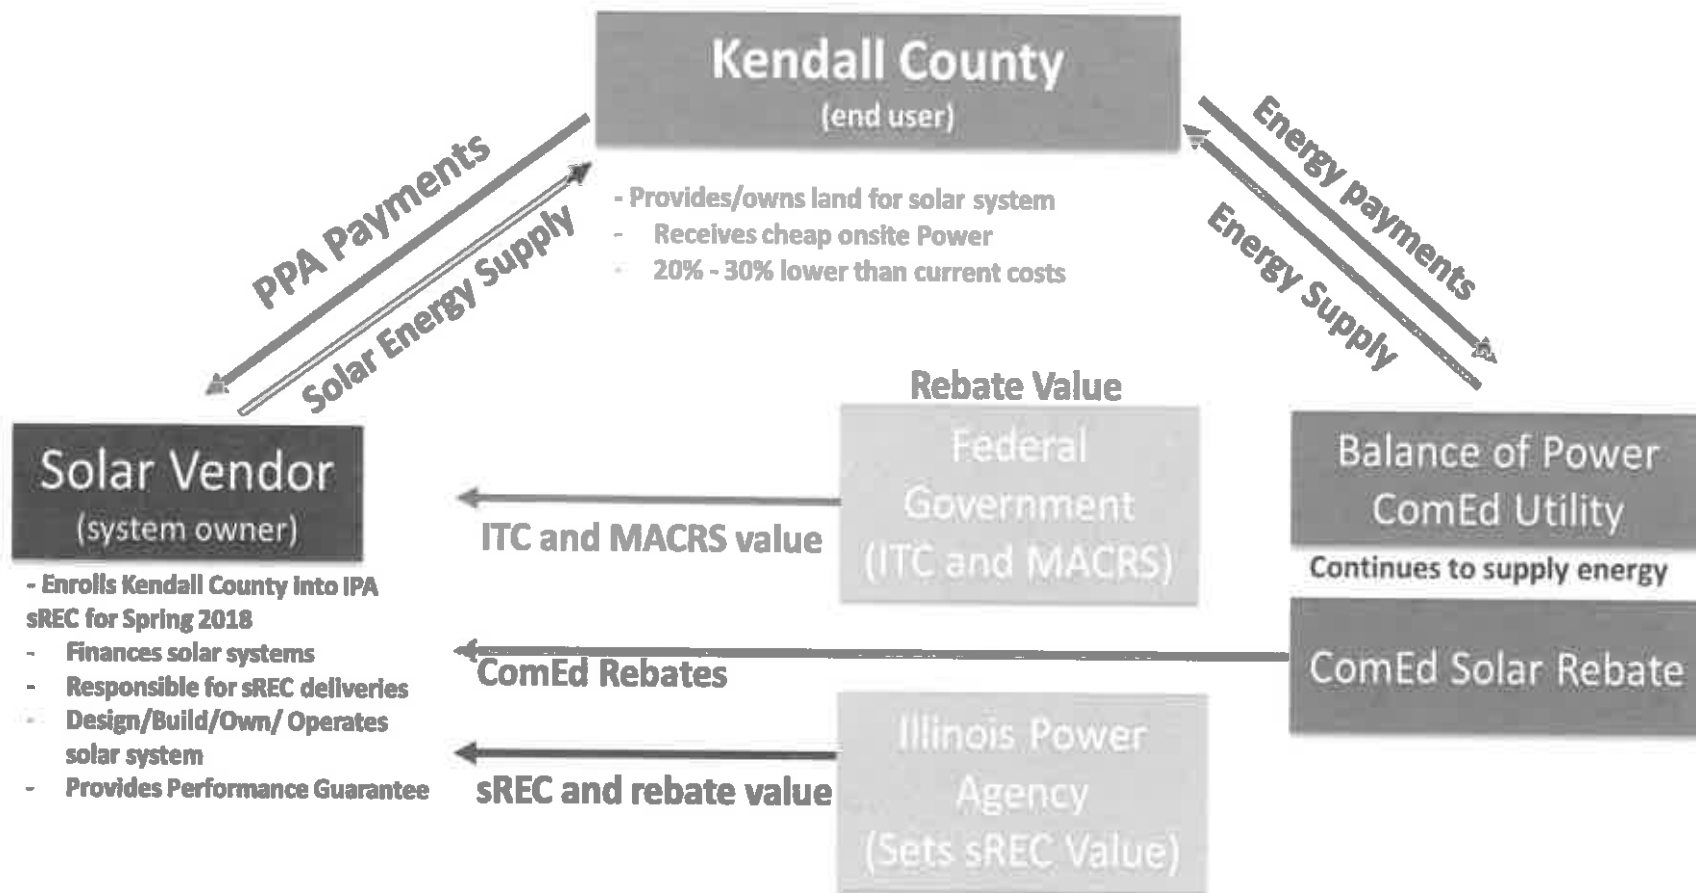 Kendall County
(end user)
PPA Payments
Solar Energy Supply
- Provides/owns land for solar system
- Receives cheap onsite Power
- 20% - 30% lower than current costs
Energy payments
Energy Supply
Rebate Value
Solar Vendor
(system owner)
- Enrolls Kendall County into IPA
sREC for Spring 2018
- Finances solar systems
- Responsible for sREC deliveries
- Design/Build/Own/ Operates
solar system
- Provides Performance Guarantee
ITC and MACRS value
ComEd Rebates
sREC and rebate value
Federal
Government
(ITC and MACRS)
Illinois Power
Agency
(Sets sREC Value)
Balance of Power
ComEd Utility
Continues to supply energy
ComEd Solar Rebate